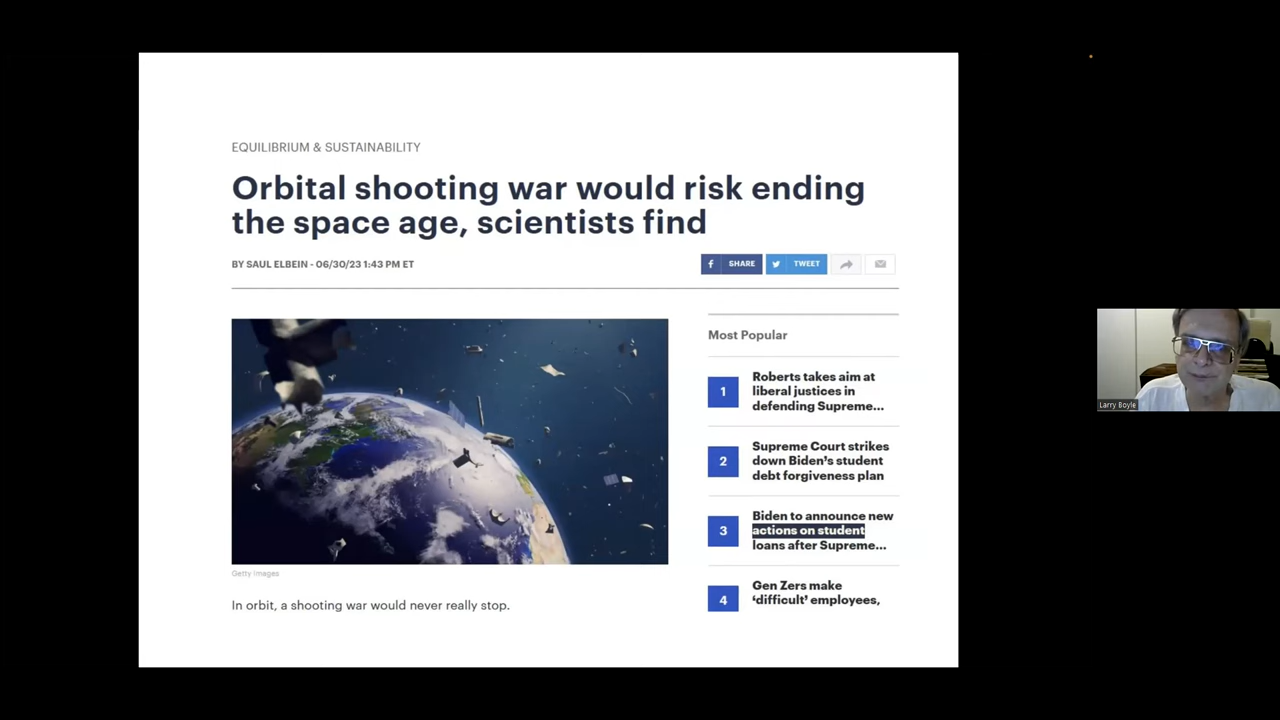 EQUILIBRIUM & SUSTAINABILITY
Orbital shooting war would risk ending
the space age, scientists find
BY SAUL ELBEIN - 06/30/23 1:43 PM ET
f SHARE
TWEET
Getty Images
In orbit, a shooting war would never really stop.
Most Popular
1
Roberts takes aim at
liberal justices in
defending Supreme...
2
Supreme Court strikes
down Biden’s student
debt forgiveness plan
3
Biden to announce new
actions on student
loans after Supreme...
4
Gen Zers make
‘difficult’ employees,
Larry Boyle